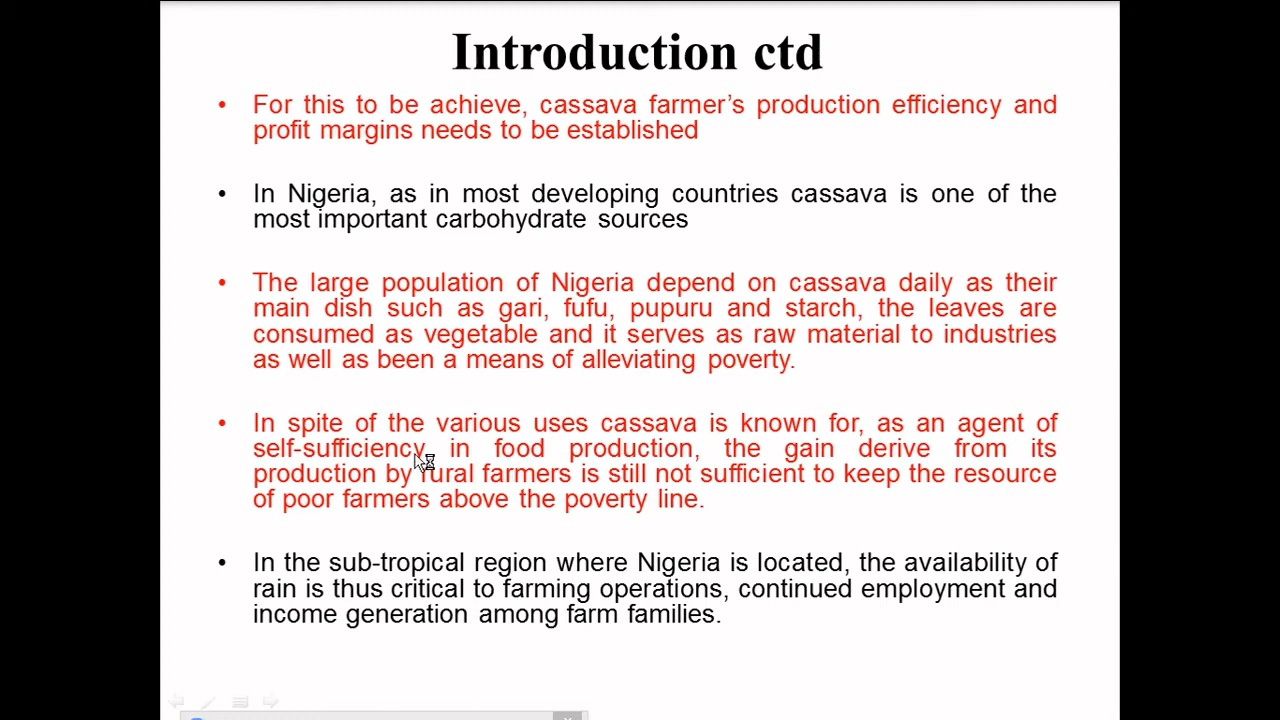 Introduction ctd
• For this to be achieve, cassava farmer’s production efficiency and
profit margins needs to be established
• In Nigeria, as in most developing countries cassava is one of the
most important carbohydrate sources
• The large population of Nigeria depend on cassava daily as their
main dish such as gari, fufu, pupuru and starch, the leaves are
consumed as vegetable and it serves as raw material to industries
as well as been a means of alleviating poverty.
• In spite of the various uses cassava is known for, as an agent of
self-sufficiency in food production, the gain derive from its
production by rural farmers is still not sufficient to keep the resource
of poor farmers above the poverty line.
• In the sub-tropical region where Nigeria is located, the availability of
rain is thus critical to farming operations, continued employment and
income generation among farm families.